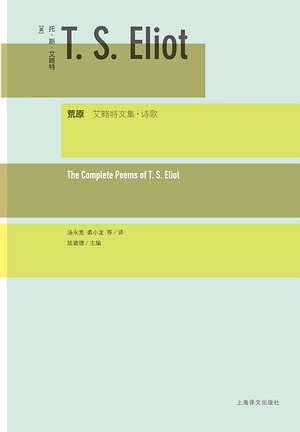 [英] 托·斯·艾略特
T. S. Eliot
荒原 艾略特文集·诗歌
The Complete Poems of T. S. Eliot
汤永宽 裘小龙 等／译
陆建德／主编
上海译文出版社